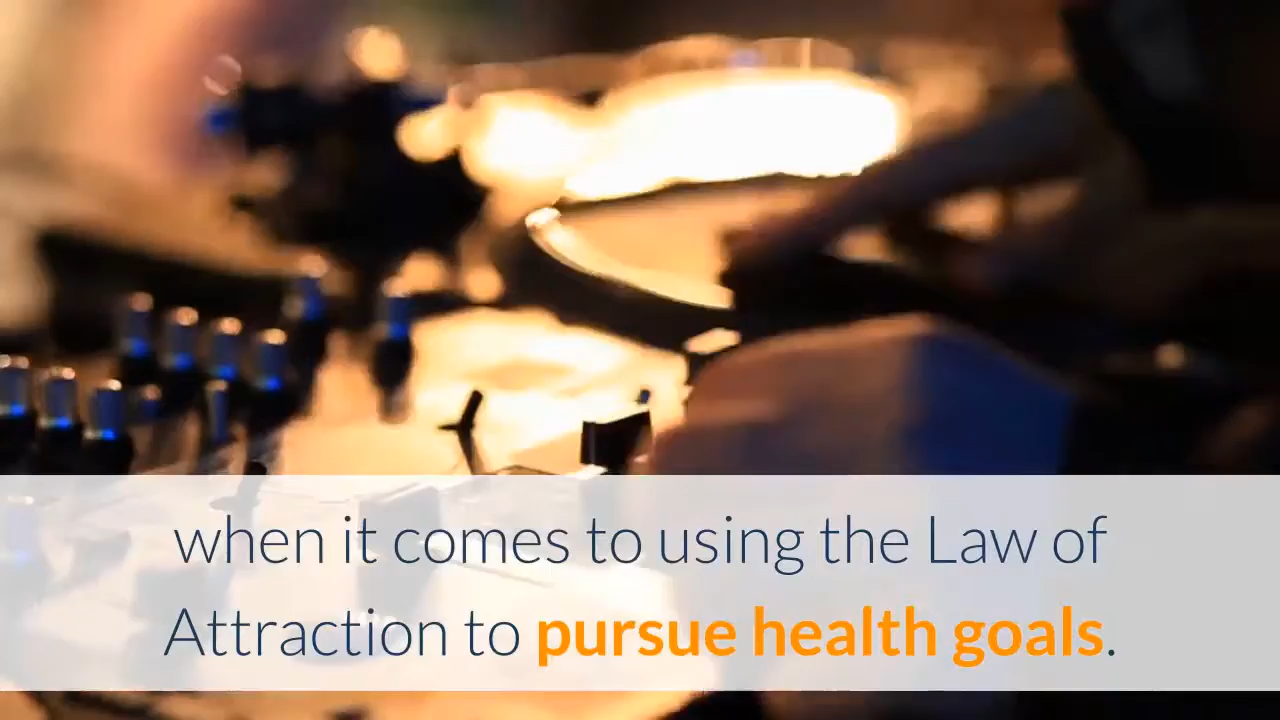 when it comes to using the Law of
Attraction to pursue health goals.